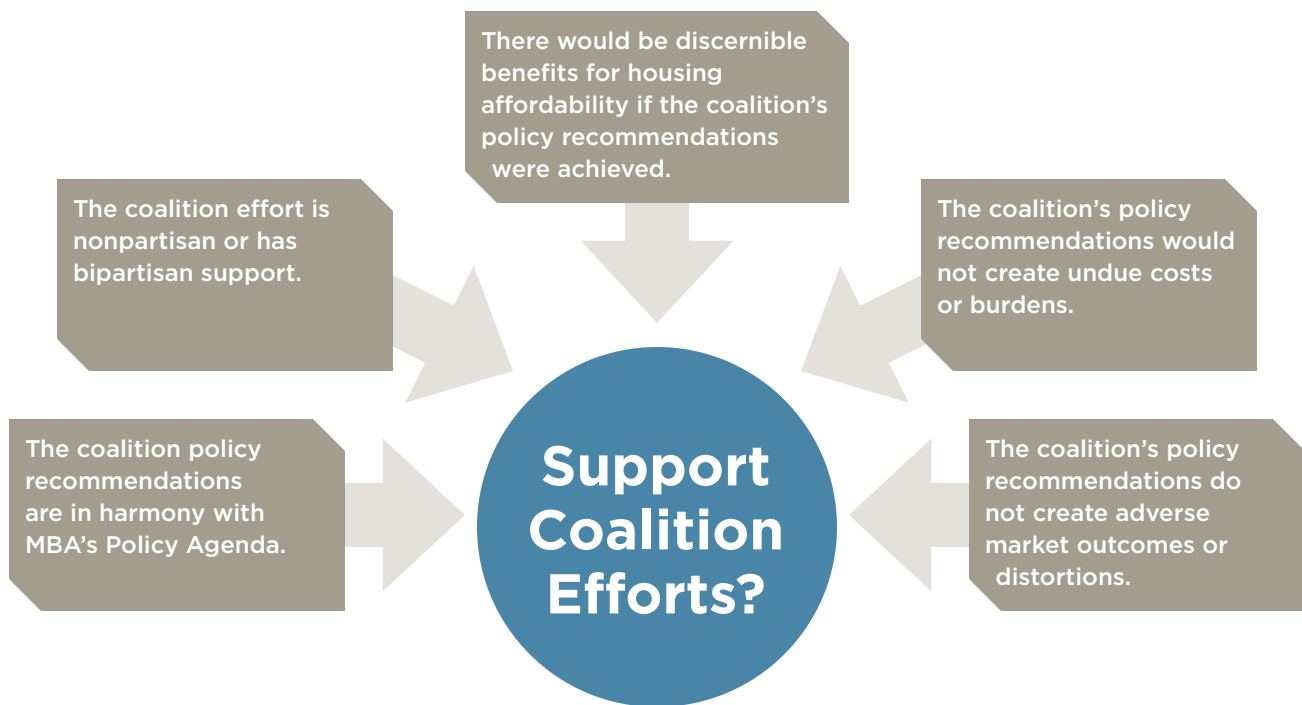 There would be discernible
benefits for housing
affordability if the coalition’s
policy recommendations
were achieved.
The coalition effort is
nonpartisan or has
bipartisan support.
The coalition’s policy
recommendations would
not create undue costs
or burdens.
The coalition policy
recommendations
are in harmony with
MBA’s Policy Agenda.
Support
Coalition
Efforts?
The coalition’s policy
recommendations do
not create adverse
market outcomes or
distortions.